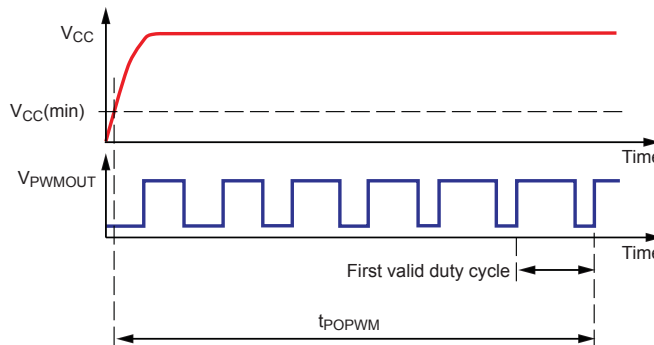 VCC
VCC(min)
Time
VPWMOUT
Time
First valid duty cycle
tPOPWM